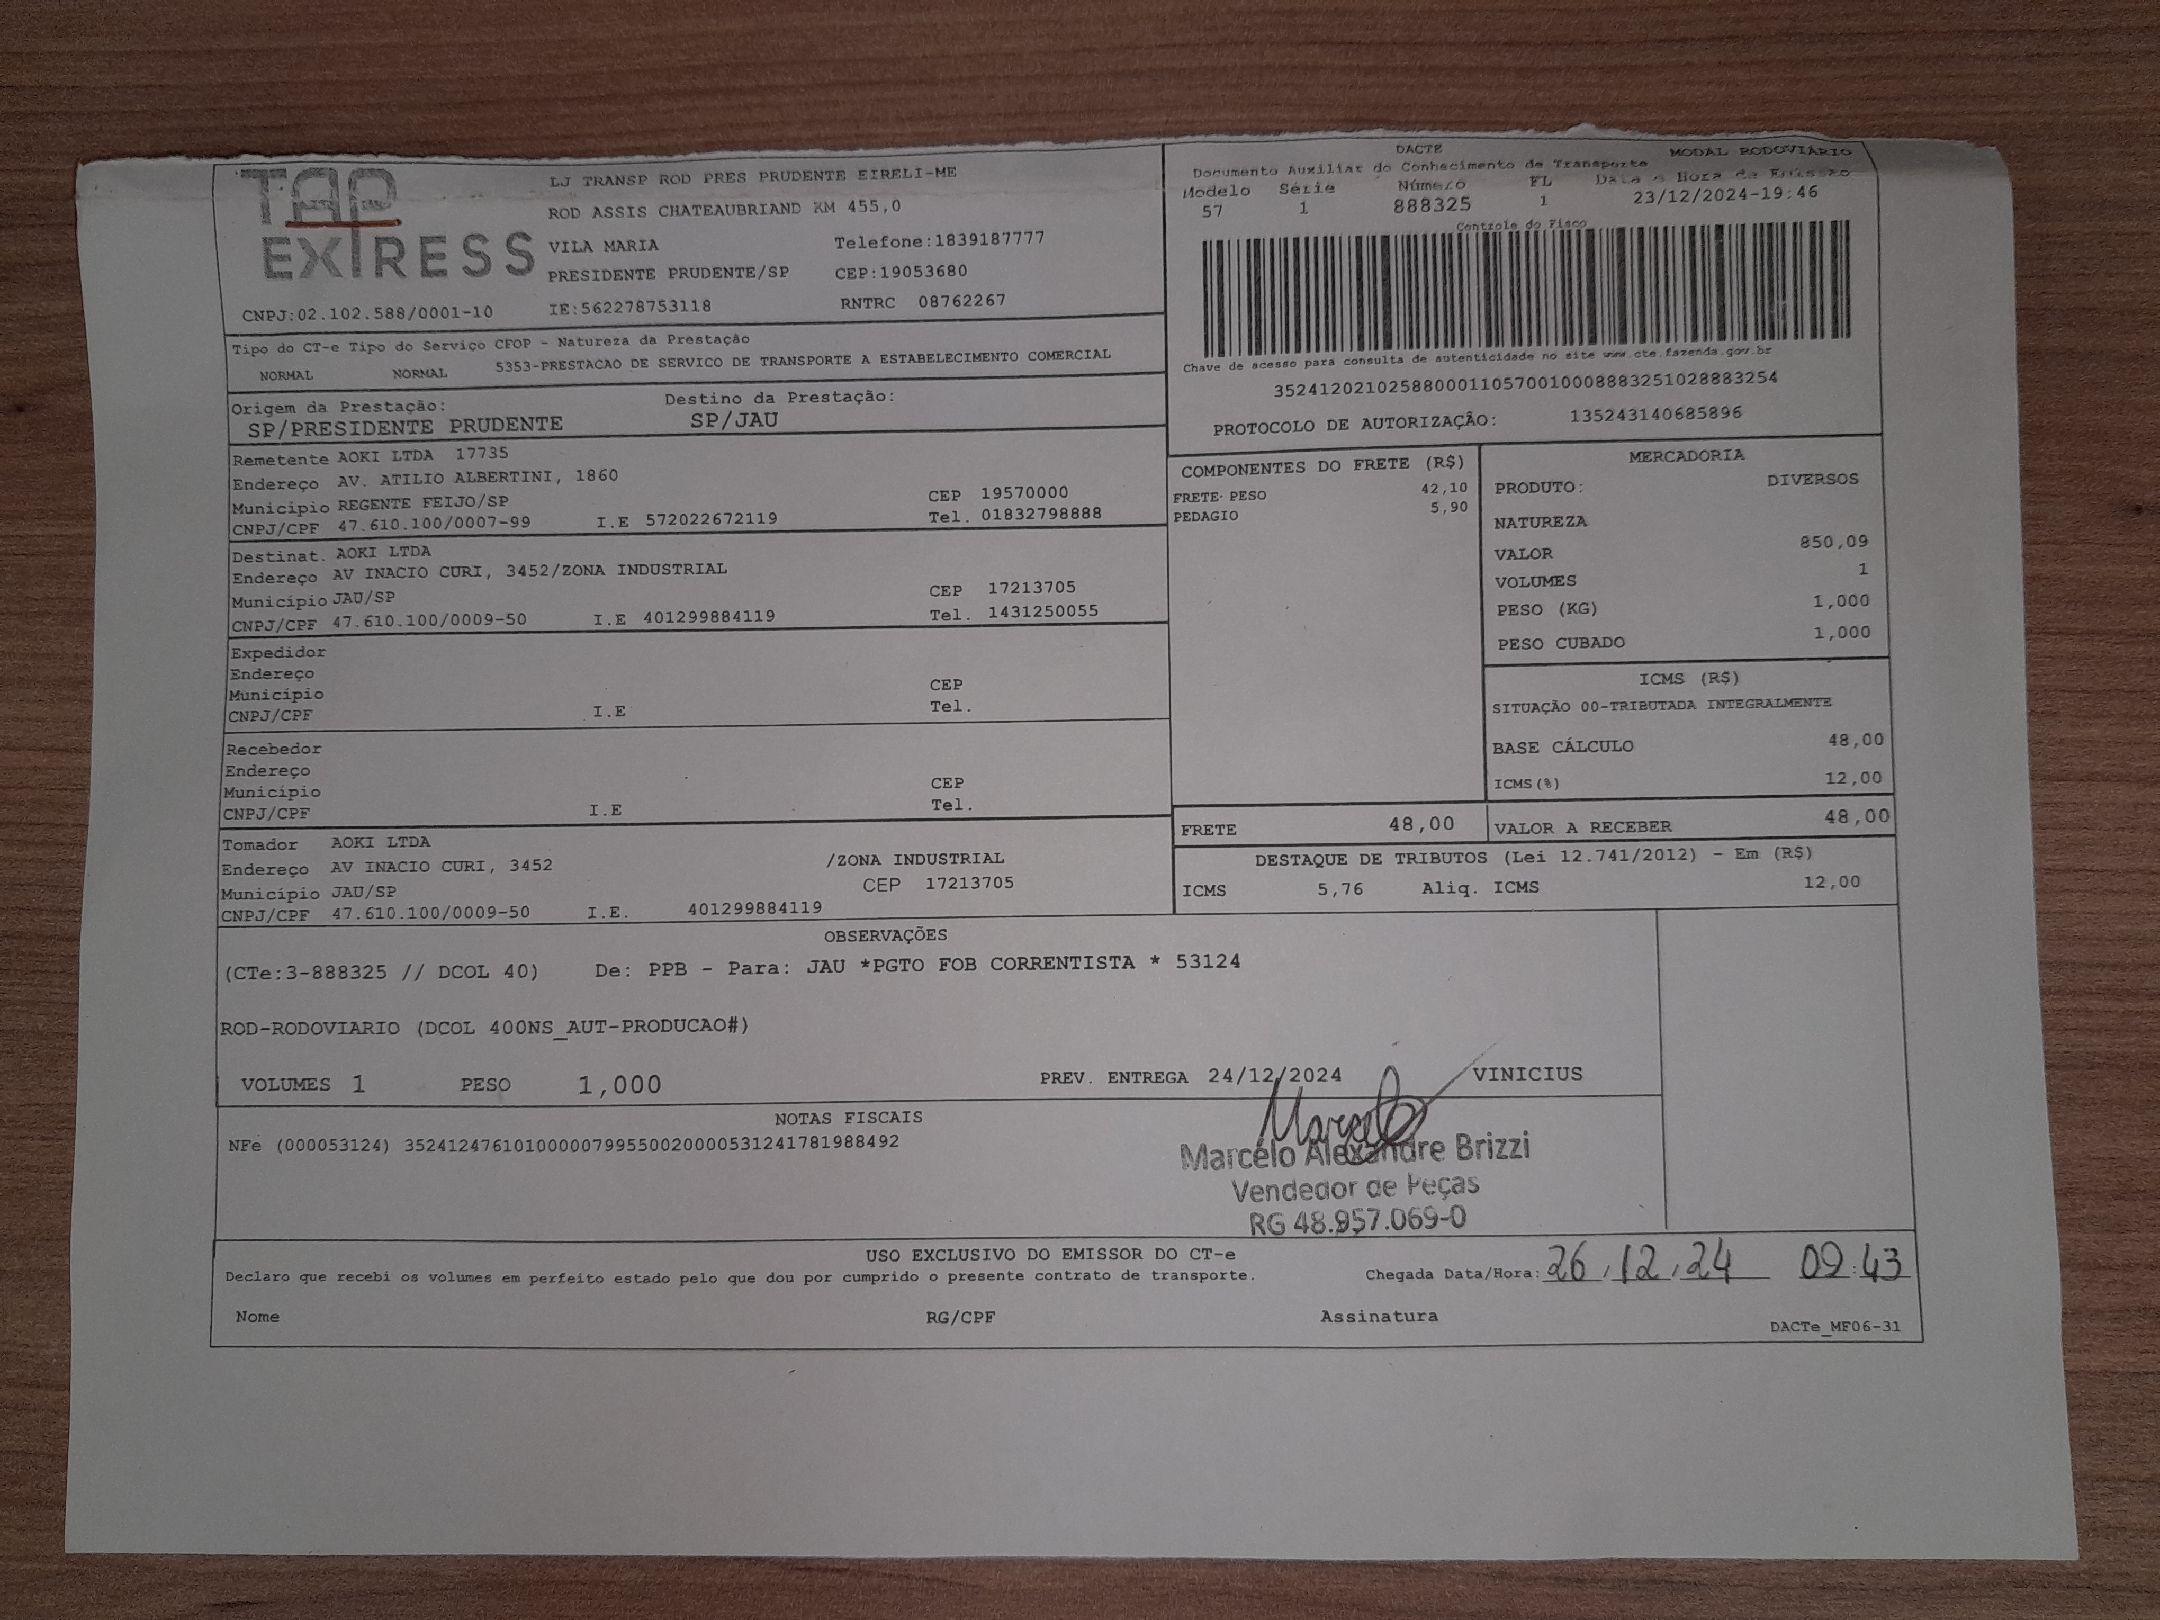 TAP
EXPRESS
LJ TRANSP ROD PRES PRUDENTE EIRELI-ME
ROD ASSIS CHATEAUBRIAND KM 455,0
VILA MARIA Telefone:1839187777
PRESIDENTE PRUDENTE/SP CEP:19053680
CNPJ:02.102.588/0001-10 IE:562278753118 RNTRC 08762267
DACTE MODAL RODOVIÁRIO
Documento Auxiliar do Conhecimento de Transporte
Modelo Série Número FL Data e Hora de Emissão
57 1 888325 1 23/12/2024-19:46
Controle do Fisco
Chave de acesso para consulta de autenticidade no site www.cte.fazenda.gov.br
35241202102588000110570010008883251028883254
PROTOCOLO DE AUTORIZAÇÃO: 135243140685896
Tipo do CT-e Tipo do Serviço CFOP - Natureza da Prestação
NORMAL NORMAL 5353-PRESTACAO DE SERVICO DE TRANSPORTE A ESTABELECIMENTO COMERCIAL
Origem da Prestação: Destino da Prestação:
SP/PRESIDENTE PRUDENTE SP/JAU
Remetente AOKI LTDA 17735
Endereço AV. ATILIO ALBERTINI, 1860
Município REGENTE FEIJO/SP CEP 19570000
CNPJ/CPF 47.610.100/0007-99 I.E 572022672119 Tel. 01832798888
Destinat. AOKI LTDA
Endereço AV INACIO CURI, 3452/ZONA INDUSTRIAL
Município JAU/SP CEP 17213705
CNPJ/CPF 47.610.100/0009-50 I.E 401299884119 Tel. 1431250055
Expedidor
Endereço
Município CEP
CNPJ/CPF I.E Tel.
Recebedor
Endereço
Município CEP
CNPJ/CPF I.E Tel.
Tomador AOKI LTDA
Endereço AV INACIO CURI, 3452 /ZONA INDUSTRIAL
Município JAU/SP CEP 17213705
CNPJ/CPF 47.610.100/0009-50 I.E. 401299884119
COMPONENTES DO FRETE (R$)
FRETE PESO 42,10
PEDAGIO 5,90
MERCADORIA
PRODUTO: DIVERSOS
NATUREZA
VALOR 850,09
VOLUMES 1
PESO (KG) 1,000
PESO CUBADO 1,000
ICMS (R$)
SITUAÇÃO 00-TRIBUTADA INTEGRALMENTE
BASE CÁLCULO 48,00
ICMS(%) 12,00
FRETE 48,00 VALOR A RECEBER 48,00
DESTAQUE DE TRIBUTOS (Lei 12.741/2012) - Em (R$)
ICMS 5,76 Aliq. ICMS 12,00
OBSERVAÇÕES
(CTe:3-888325 // DCOL 40) De: PPB - Para: JAU *PGTO FOB CORRENTISTA * 53124
ROD-RODOVIARIO (DCOL 400NS_AUT-PRODUCAO#)
VOLUMES 1 PESO 1,000 PREV. ENTREGA 24/12/2024 VINICIUS
NOTAS FISCAIS
NFe (000053124) 35241247610100000799550020000531241781988492
Marcelo
Marcelo Alexandre Brizzi
Vendedor de Peças
RG 48.957.069-0
USO EXCLUSIVO DO EMISSOR DO CT-e
Declaro que recebi os volumes em perfeito estado pelo que dou por cumprido o presente contrato de transporte. Chegada Data/Hora: 26/12/24 09:43
Nome RG/CPF Assinatura
DACTe_MF06-31